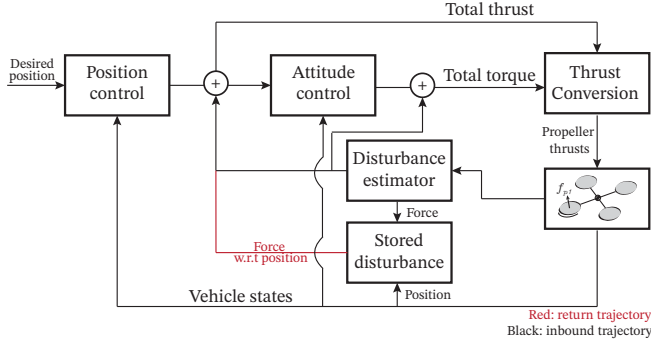 Total thrust
Desired
position
Position
control
+
Attitude
control
+
Total torque
Thrust
Conversion
Propeller
thrusts
Disturbance
estimator
Force
Stored
disturbance
Force
w.r.t position
Position
Vehicle states
Red: return trajectory
Black: inbound trajectory